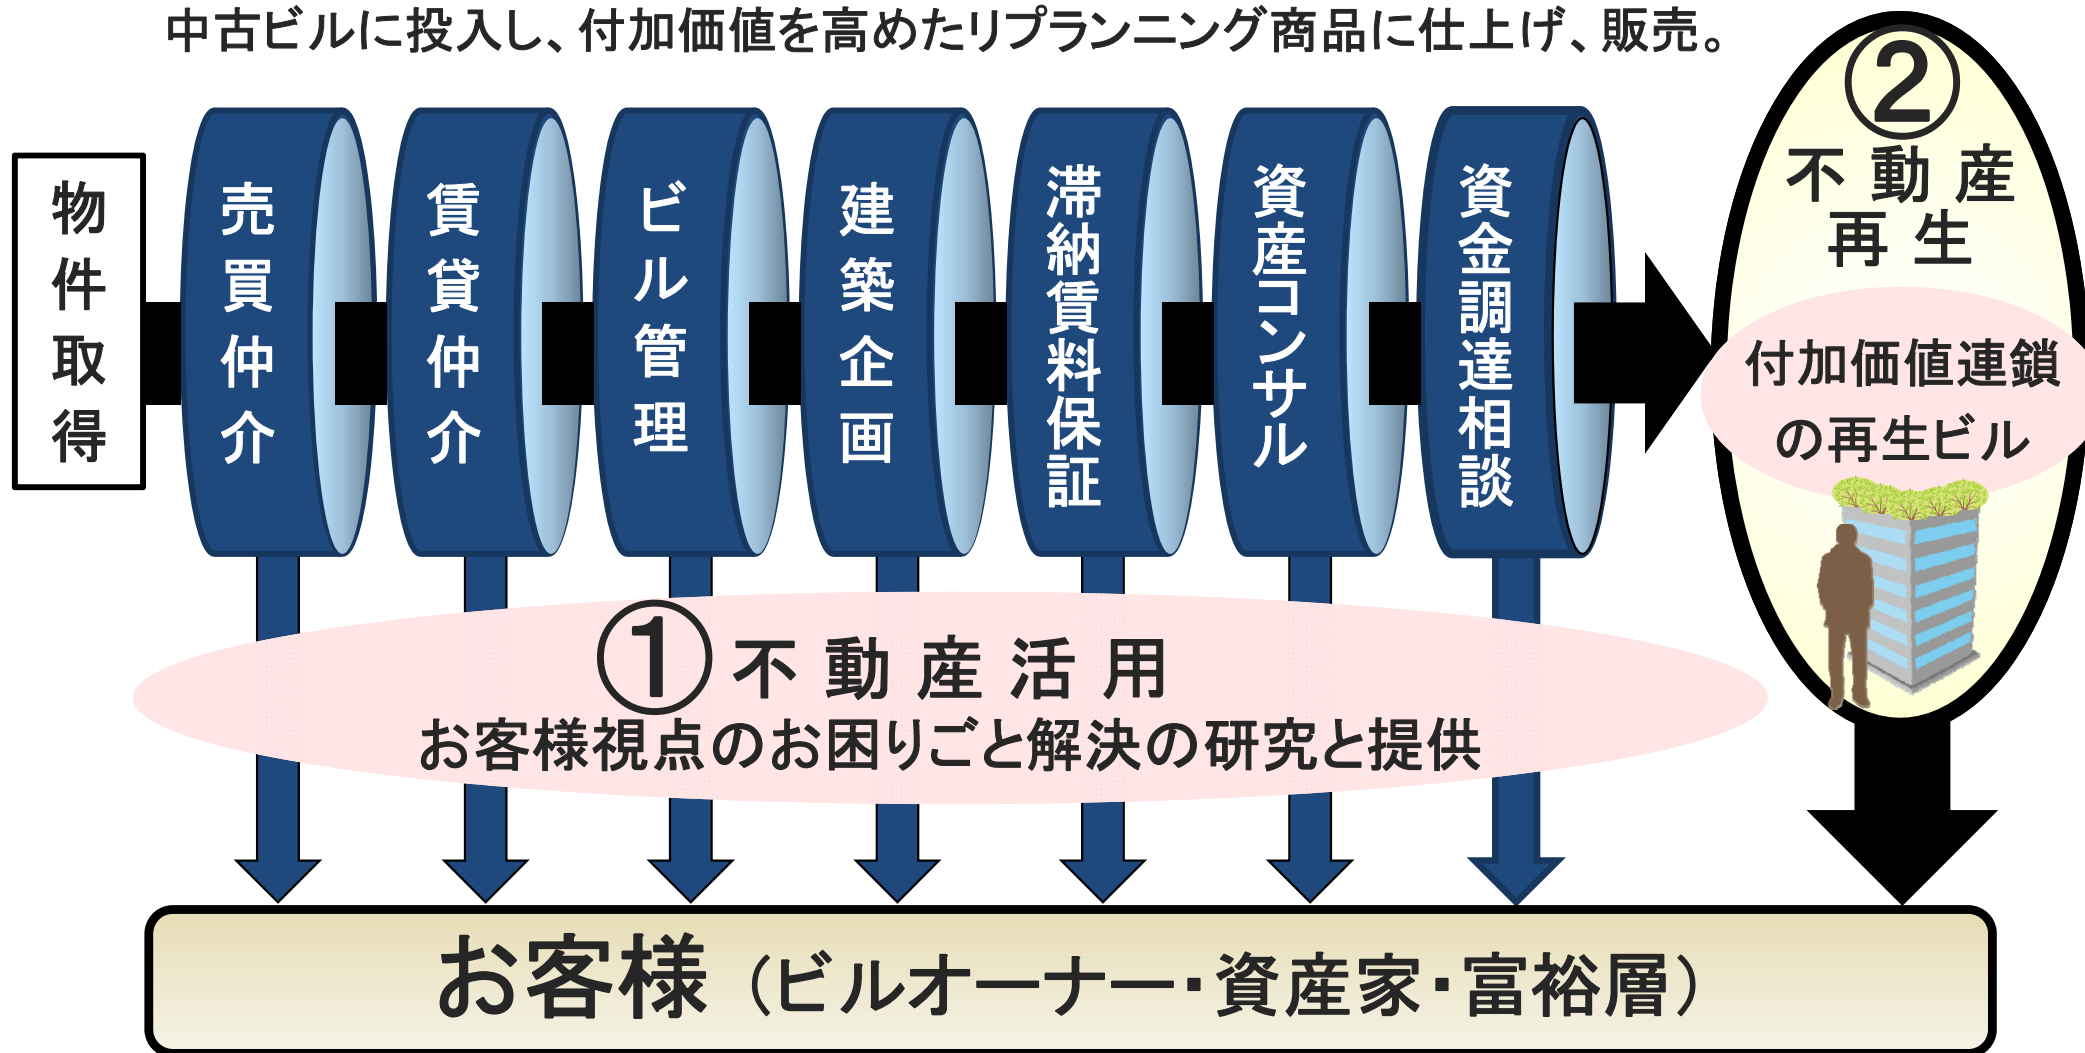 中古ビルに投入し、付加価値を高めたリプランニング商品に仕上げ、販売。
物件取得
売買仲介
賃貸仲介
ビル管理
建築企画
滞納賃料保証
資産コンサル
資金調達相談
②
不動産
再生
付加価値連鎖
の再生ビル
①不動産活用
お客様視点のお困りごと解決の研究と提供
お客様（ビルオーナー・資産家・富裕層）